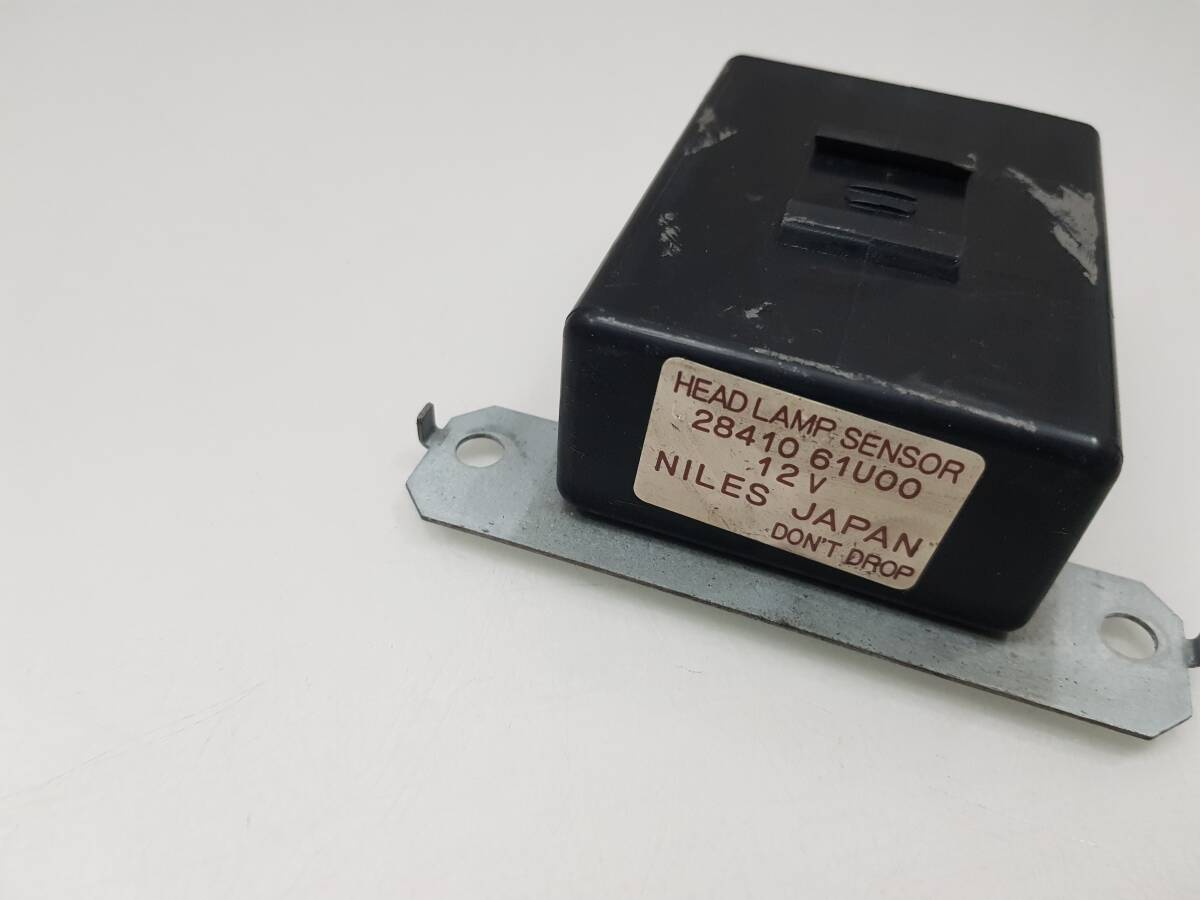 HEAD LAMP SENSOR
28410 61U00
12V
NILES JAPAN
DON'T DROP